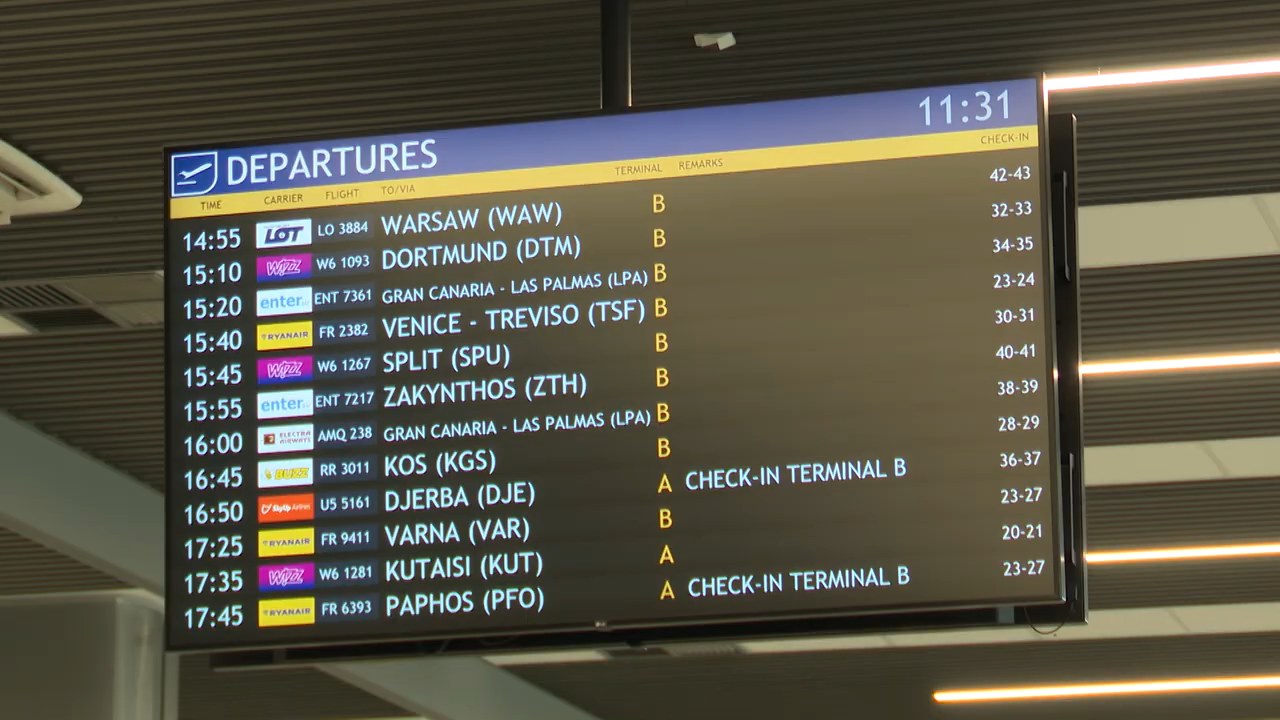 DEPARTURES 11:31
TIME CARRIER FLIGHT TO/VIA TERMINAL REMARKS CHECK-IN
14:55 LOT LO 3884 WARSAW (WAW) B 42-43
15:10 Wizz W6 1093 DORTMUND (DTM) B 32-33
15:20 enter ENT 7361 GRAN CANARIA - LAS PALMAS (LPA) B 34-35
15:40 RYANAIR FR 2382 VENICE - TREVISO (TSF) B 23-24
15:45 Wizz W6 1267 SPLIT (SPU) B 30-31
15:55 enter ENT 7217 ZAKYNTHOS (ZTH) B 40-41
16:00 ELECTRA AIRWAYS AMQ 238 GRAN CANARIA - LAS PALMAS (LPA) B 38-39
16:45 BUZZ RR 3011 KOS (KGS) B 28-29
16:50 SkyUp Airlines U5 5161 DJERBA (DJE) A CHECK-IN TERMINAL B 36-37
17:25 RYANAIR FR 9411 VARNA (VAR) B 23-27
17:35 Wizz W6 1281 KUTAISI (KUT) A 20-21
17:45 RYANAIR FR 6393 PAPHOS (PFO) A CHECK-IN TERMINAL B 23-27